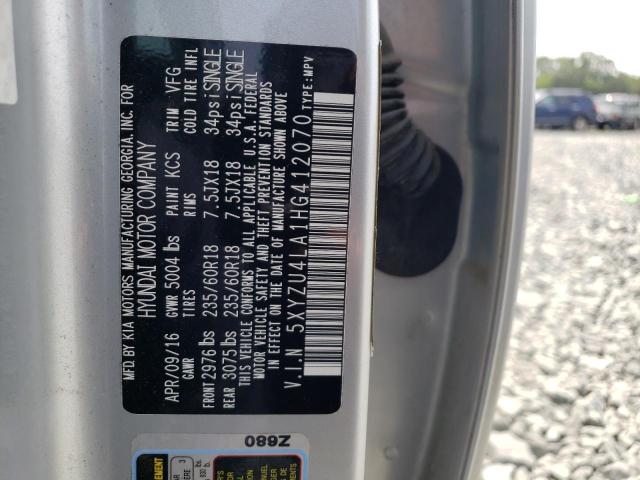 MFD. BY KIA MOTORS MANUFACTURING GEORGIA, INC. FOR
HYUNDAI MOTOR COMPANY
APR/09/16 GVWR 5004 lbs PAINT KCS TRIM VFG
GAWR TIRES RIMS COLD TIRE INFL
FRONT 2976 lbs 235/60R18 7.5JX18 34psi:SINGLE
REAR 3075 lbs 235/60R18 7.5JX18 34psi:SINGLE
THIS VEHICLE CONFORMS TO ALL APPLICABLE U.S.A. FEDERAL
MOTOR VEHICLE SAFETY AND THEFT PREVENTION STANDARDS
IN EFFECT ON THE DATE OF MANUFACTURE SHOWN ABOVE
V.I.N 5XYZU4LA1HG412070 TYPE:MPV
Z680